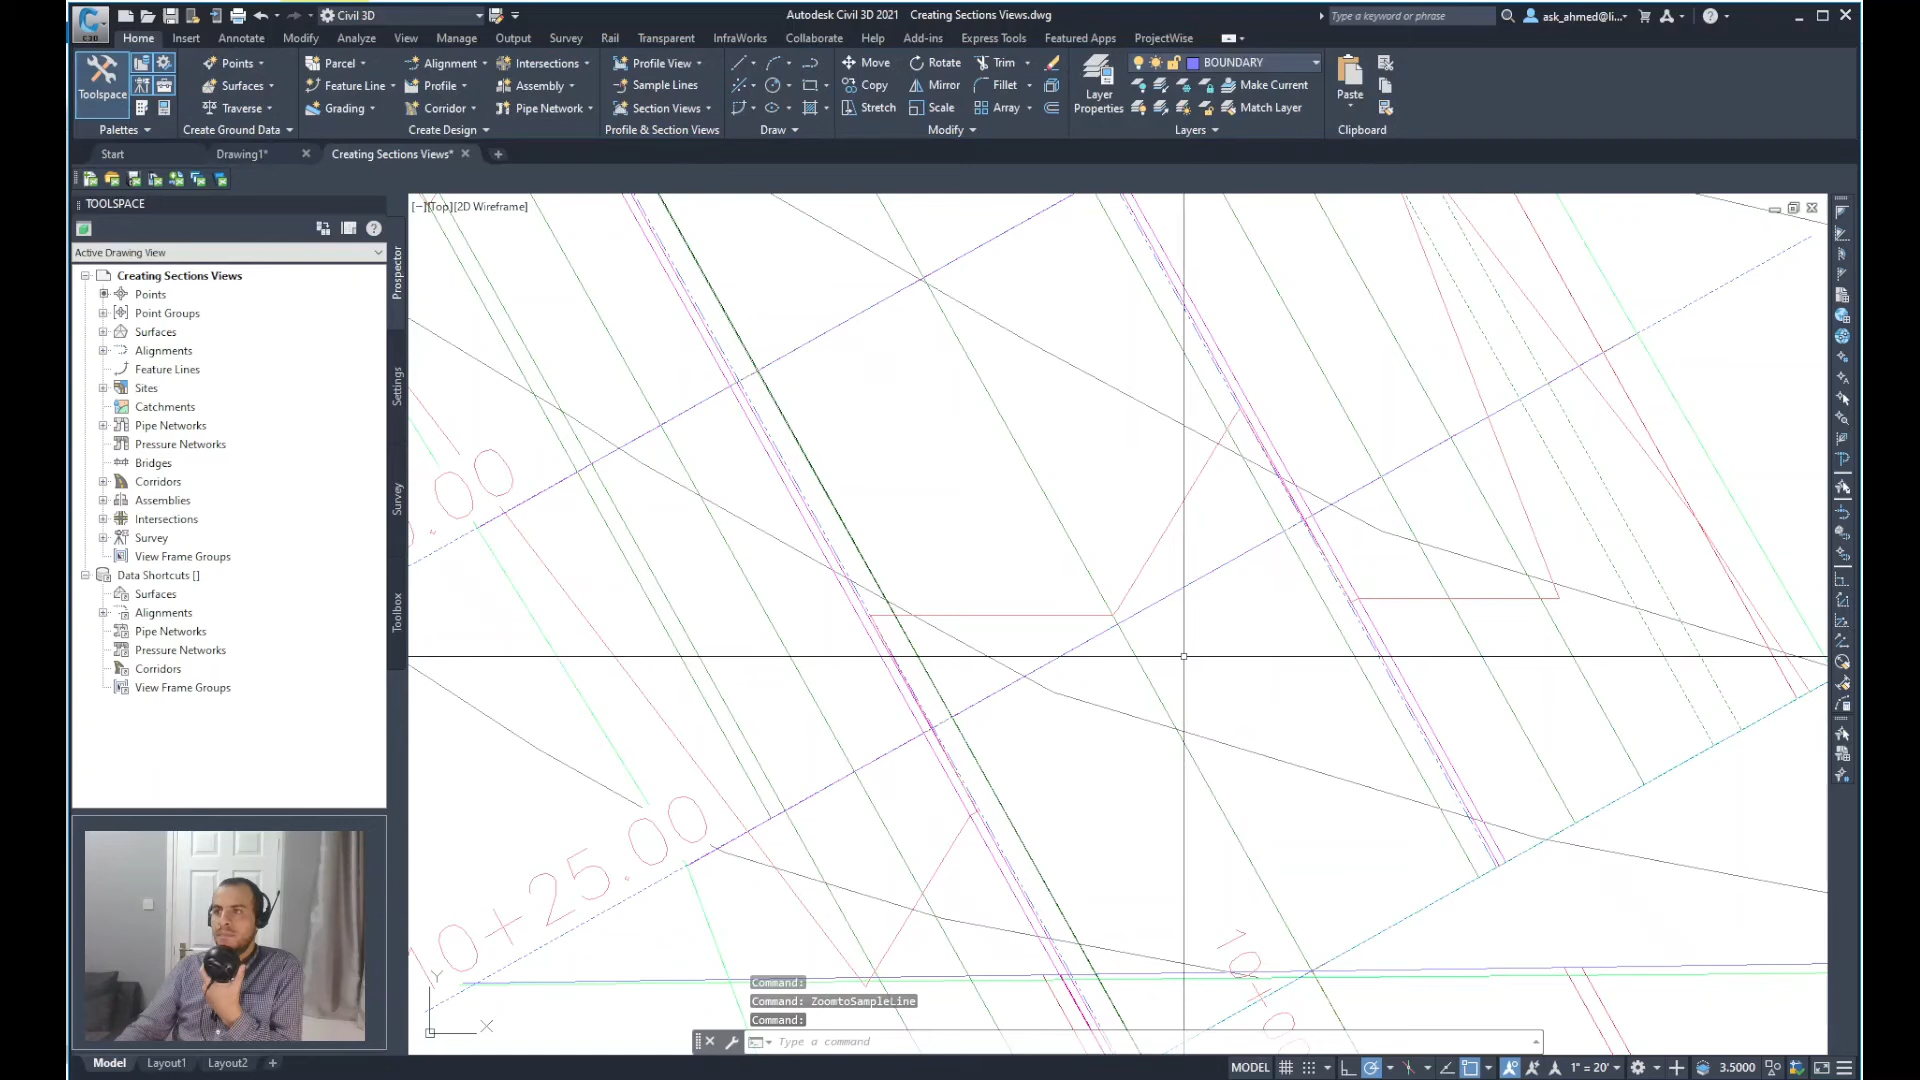 Civil 3D
Autodesk Civil 3D 2021 Creating Sections Views.dwg
Type a keyword or phrase
ask_ahmed@li...
C3D
Home Insert Annotate Modify Analyze View Manage Output Survey Rail Transparent InfraWorks Collaborate Help Add-ins Express Tools Featured Apps ProjectWise
Toolspace
Points
Surfaces
Traverse
Parcel
Feature Line
Grading
Alignment
Profile
Corridor
Intersections
Assembly
Pipe Network
Profile View
Sample Lines
Section Views
Move
Copy
Stretch
Rotate
Mirror
Scale
Trim
Fillet
Array
Layer
Properties
BOUNDARY
Make Current
Match Layer
Paste
Palettes Create Ground Data Create Design Profile & Section Views Draw Modify Layers Clipboard
Start Drawing1* Creating Sections Views*
TOOLSPACE
Active Drawing View
Creating Sections Views
Points
Point Groups
Surfaces
Alignments
Feature Lines
Sites
Catchments
Pipe Networks
Pressure Networks
Bridges
Corridors
Assemblies
Intersections
Survey
View Frame Groups
Data Shortcuts []
Surfaces
Alignments
Pipe Networks
Pressure Networks
Corridors
View Frame Groups
Prospector
Settings
Survey
Toolbox
[−][Top][2D Wireframe]
.00
10+25.00
Y
X
Command:
Command: ZoomtoSampleLine
Command:
Type a command
Model Layout1 Layout2 +
MODEL
1" = 20'
3.5000